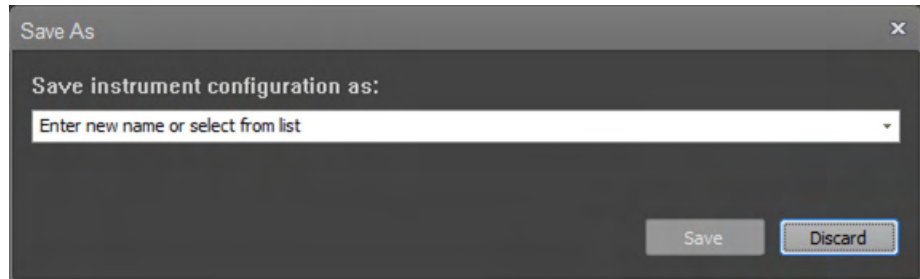 Save As
Save instrument configuration as:
Enter new name or select from list
Save Discard